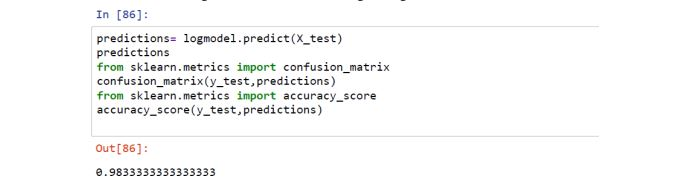 In [86]:
predictions= logmodel.predict(X_test)
predictions
from sklearn.metrics import confusion_matrix
confusion_matrix(y_test,predictions)
from sklearn.metrics import accuracy_score
accuracy_score(y_test,predictions)
Out[86]:
0.9833333333333333